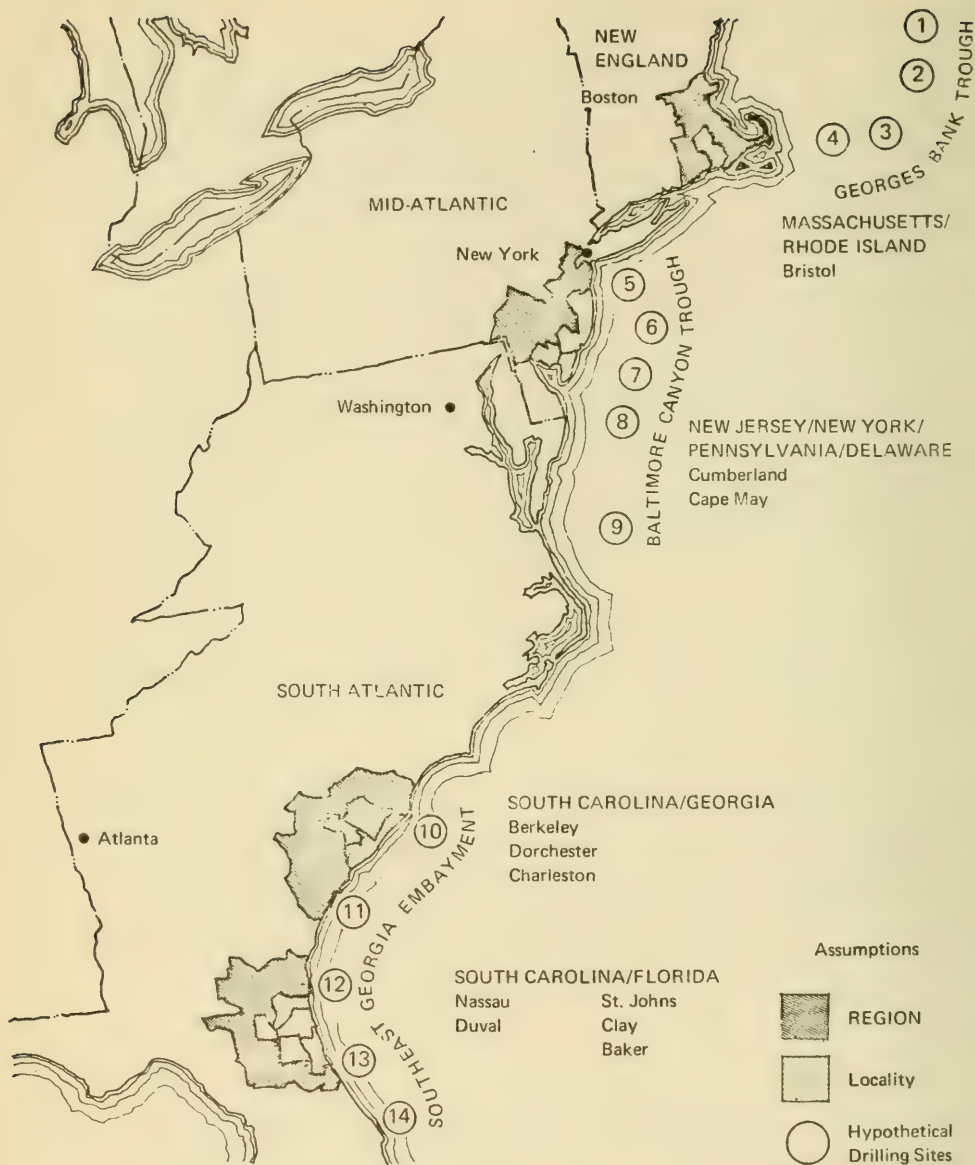 NEW
ENGLAND
Boston
1
2
3
4
GEORGES BANK TROUGH
MID-ATLANTIC
MASSACHUSETTS/
RHODE ISLAND
Bristol
New York
5
6
7
8
9
BALTIMORE CANYON TROUGH
Washington
NEW JERSEY/NEW YORK/
PENNSYLVANIA/DELAWARE
Cumberland
Cape May
SOUTH ATLANTIC
Atlanta
SOUTH CAROLINA/GEORGIA
Berkeley
Dorchester
Charleston
10
11
12
13
14
SOUTHEAST GEORGIA EMBAYMENT
SOUTH CAROLINA/FLORIDA
Nassau St. Johns
Duval Clay
Baker
Assumptions
REGION
Locality
Hypothetical
Drilling Sites